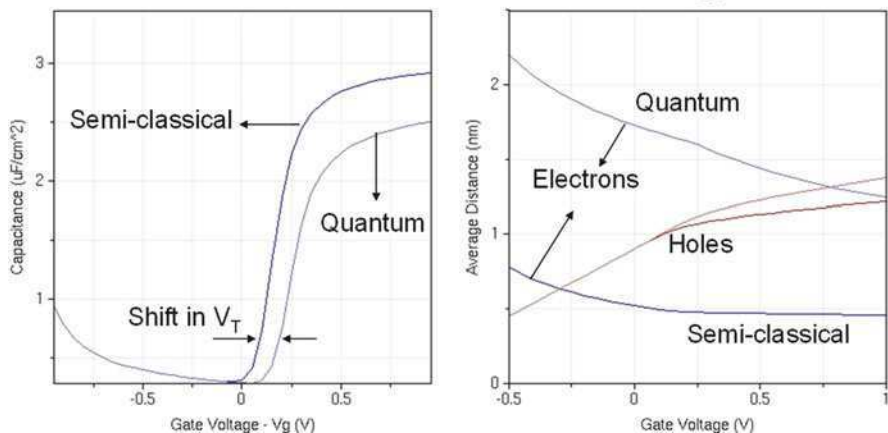 Capacitance (uF/cm^2)
3
2
1
-0.5
0
0.5
Gate Voltage - Vg (V)
Semi-classical
Quantum
Shift in V_T
Average Distance (nm)
2
1
0
-0.5
0
0.5
1
Gate Voltage (V)
Quantum
Electrons
Holes
Semi-classical